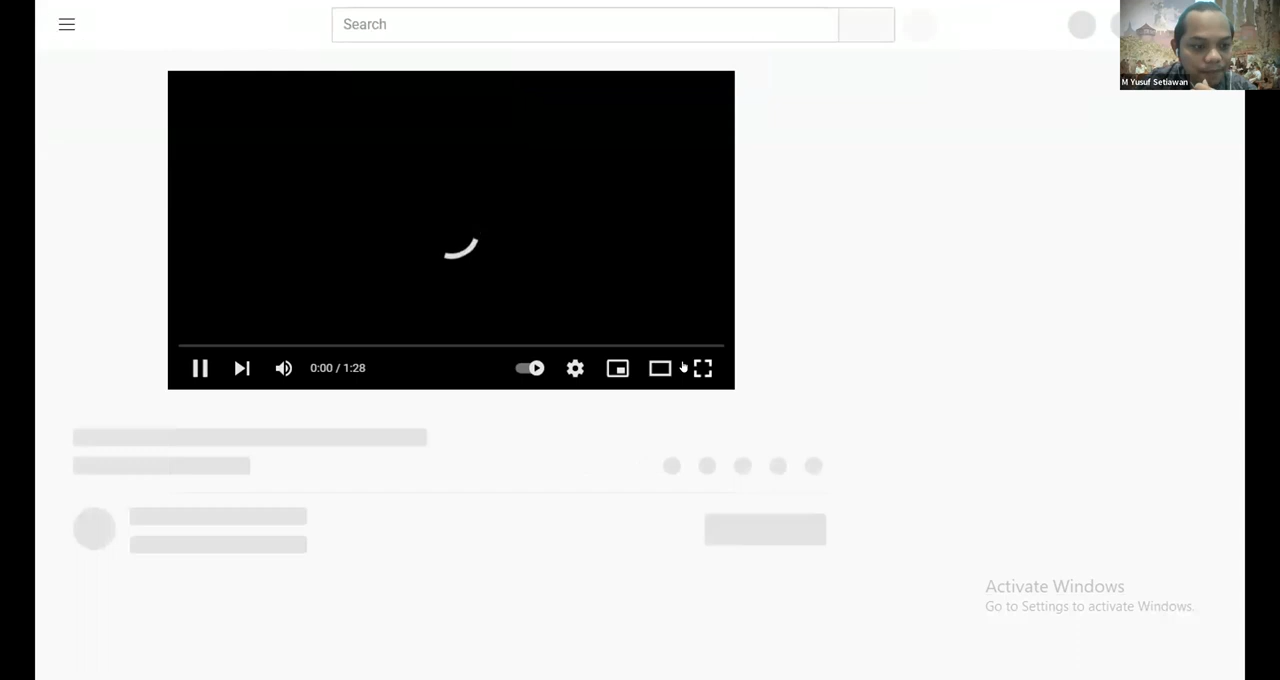 Search
M Yusuf Setiawan
0:00 / 1:28
Activate Windows
Go to Settings to activate Windows.